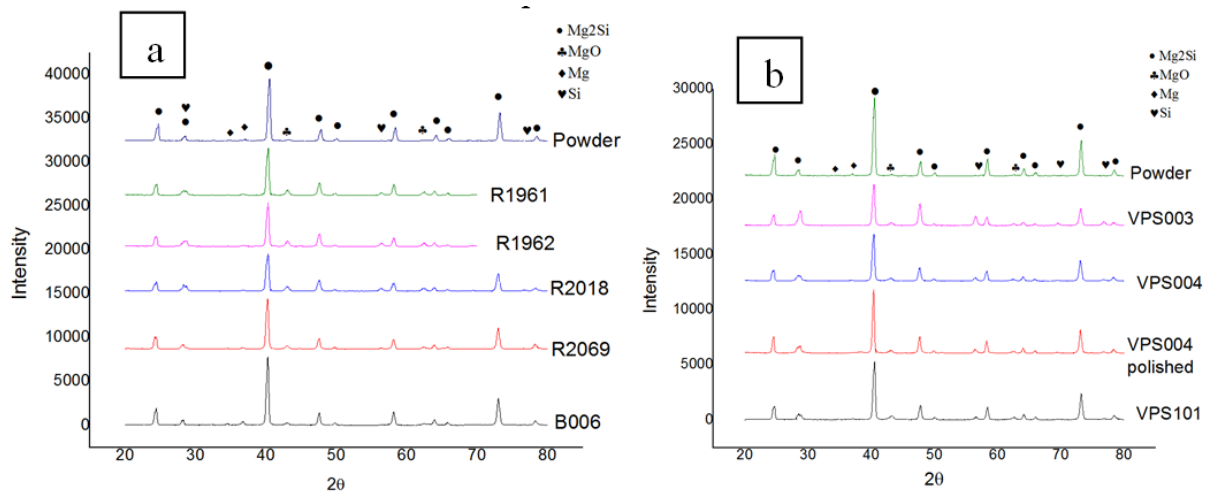 a
● Mg2Si
♣ MgO
♦ Mg
♥ Si
40000
35000
30000
25000
20000
15000
10000
5000
0
Intensity
Powder
R1961
R1962
R2018
R2069
B006
20 30 40 50 60 70 80
2θ
b
● Mg2Si
♣ MgO
♦ Mg
♥ Si
30000
25000
20000
15000
10000
5000
0
Intensity
Powder
VPS003
VPS004
VPS004
polished
VPS101
20 30 40 50 60 70 80
2θ